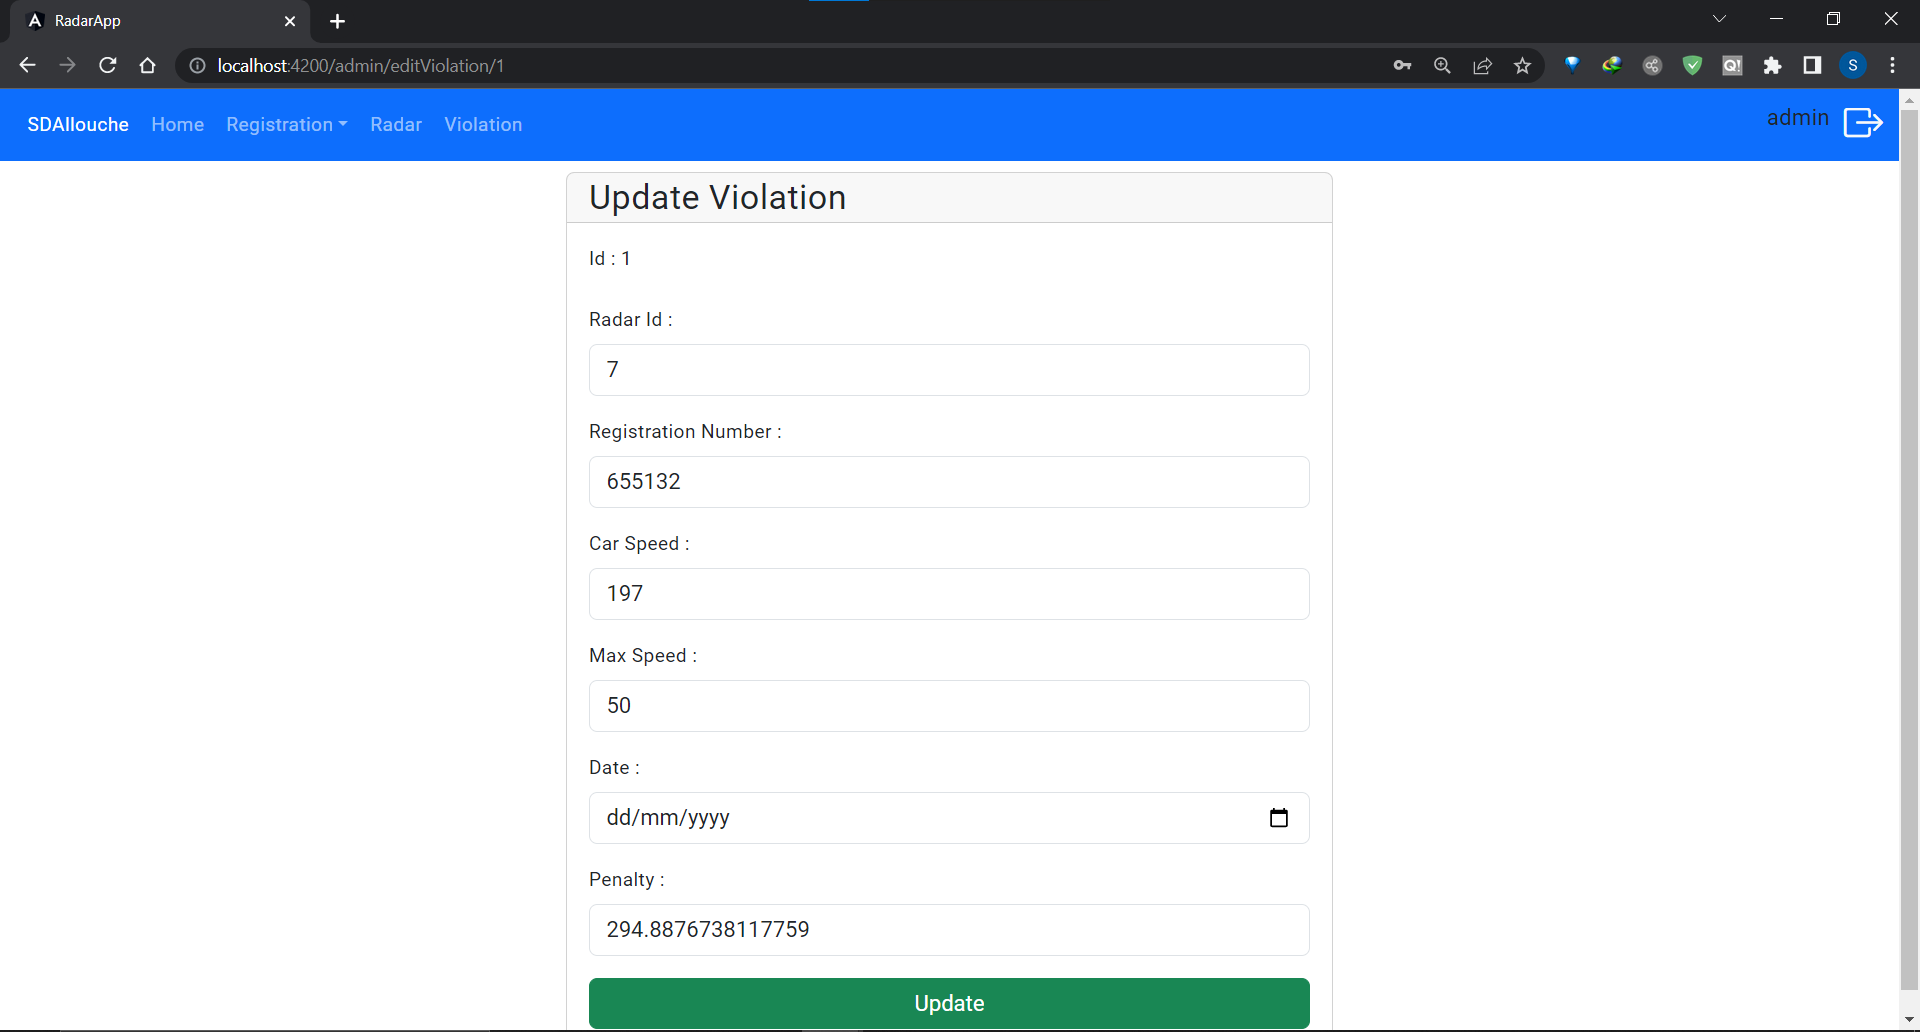 RadarApp
localhost:4200/admin/editViolation/1
S
SDAllouche Home Registration Radar Violation admin
Update Violation
Id : 1
Radar Id :
7
Registration Number :
655132
Car Speed :
197
Max Speed :
50
Date :
dd/mm/yyyy
Penalty :
294.8876738117759
Update